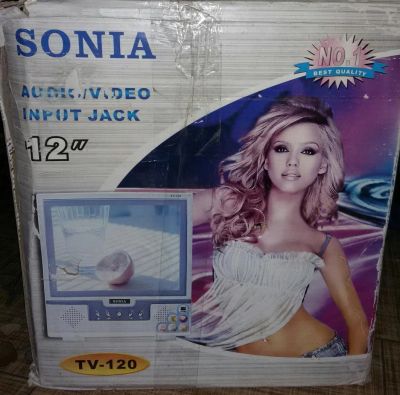 SONIA
NO.1
BEST QUALITY
AUDIO/VIDEO
INPUT JACK
12"
SONIA
TV-120